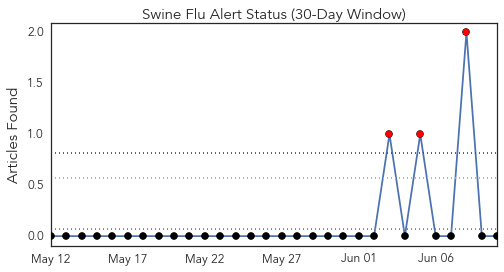 Swine Flu Alert Status (30-Day Window)
Articles Found
2.0
1.5
1.0
0.5
0.0
May 12 May 17 May 22 May 27 Jun 01 Jun 06